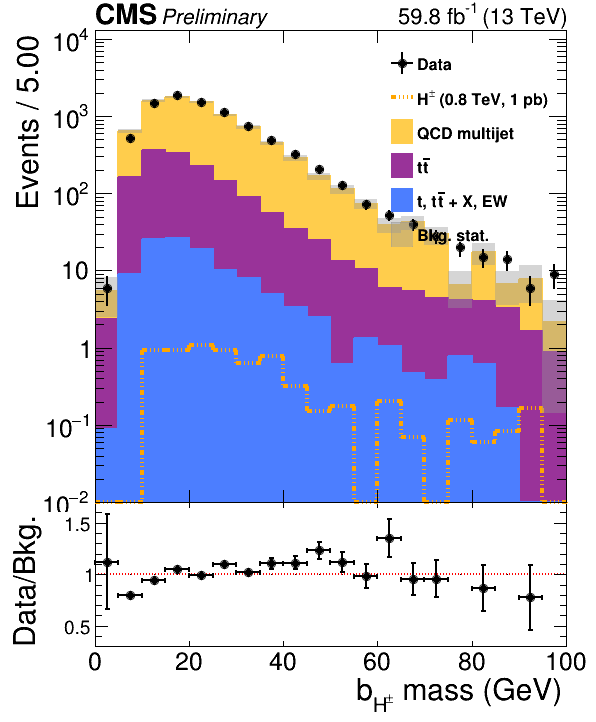 CMS Preliminary 59.8 fb⁻¹ (13 TeV)
Events / 5.00
10⁴
10³
10²
10
1
10⁻¹
10⁻²
Data
H± (0.8 TeV, 1 pb)
QCD multijet
tt̄
t, tt̄ + X, EW
Bkg. stat.
Data/Bkg.
1.5
1
0.5
0 20 40 60 80 100
b_H± mass (GeV)